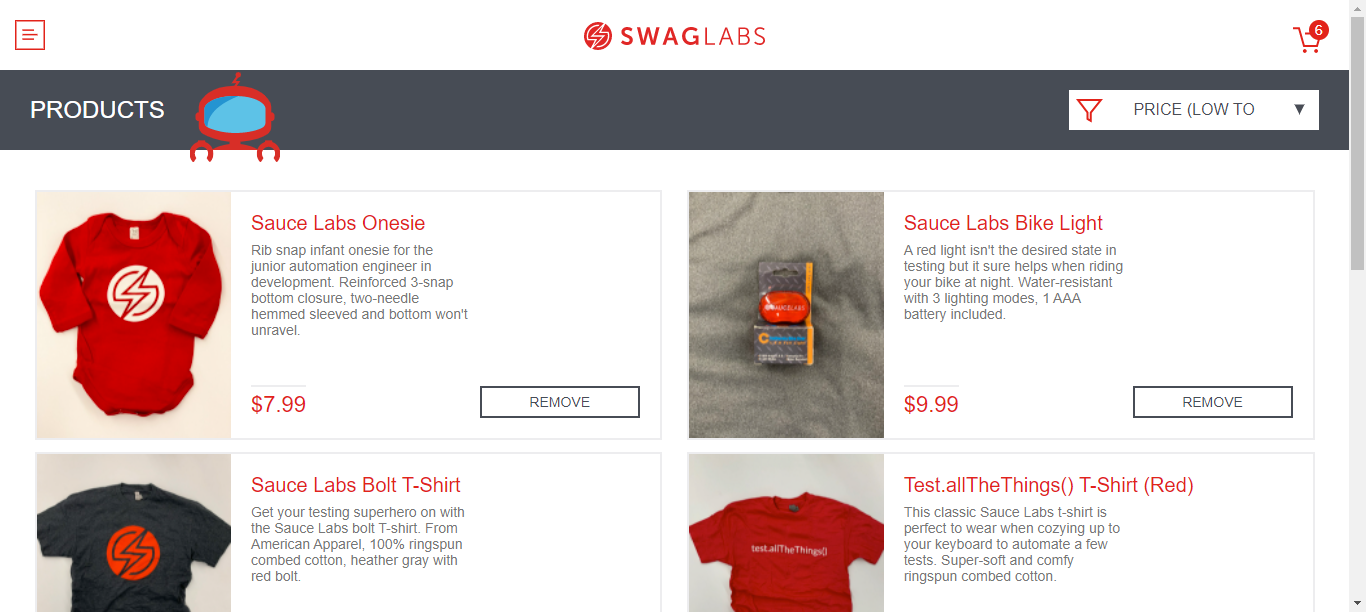 SWAGLABS
6
PRODUCTS
PRICE (LOW TO
Sauce Labs Onesie
Rib snap infant onesie for the
junior automation engineer in
development. Reinforced 3-snap
bottom closure, two-needle
hemmed sleeved and bottom won't
unravel.
$7.99
REMOVE
SAUCELABS
Sauce Labs Bike Light
A red light isn't the desired state in
testing but it sure helps when riding
your bike at night. Water-resistant
with 3 lighting modes, 1 AAA
battery included.
$9.99
REMOVE
Sauce Labs Bolt T-Shirt
Get your testing superhero on with
the Sauce Labs bolt T-shirt. From
American Apparel, 100% ringspun
combed cotton, heather gray with
red bolt.
test.allTheThings()
Test.allTheThings() T-Shirt (Red)
This classic Sauce Labs t-shirt is
perfect to wear when cozying up to
your keyboard to automate a few
tests. Super-soft and comfy
ringspun combed cotton.